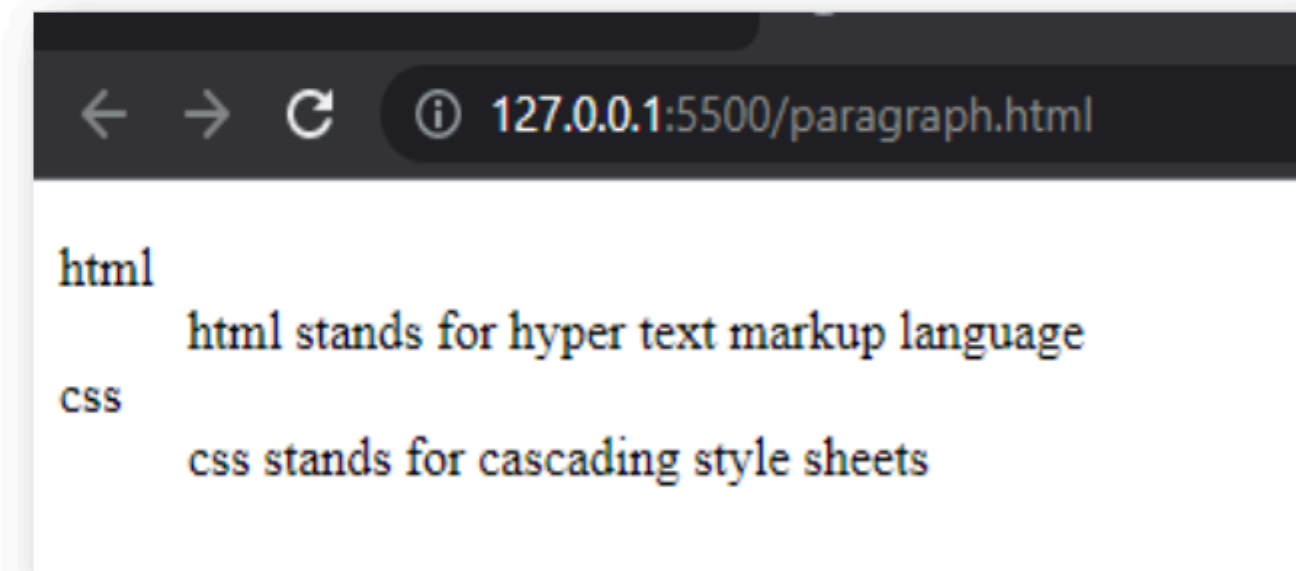 127.0.0.1:5500/paragraph.html
html
html stands for hyper text markup language
css
css stands for cascading style sheets